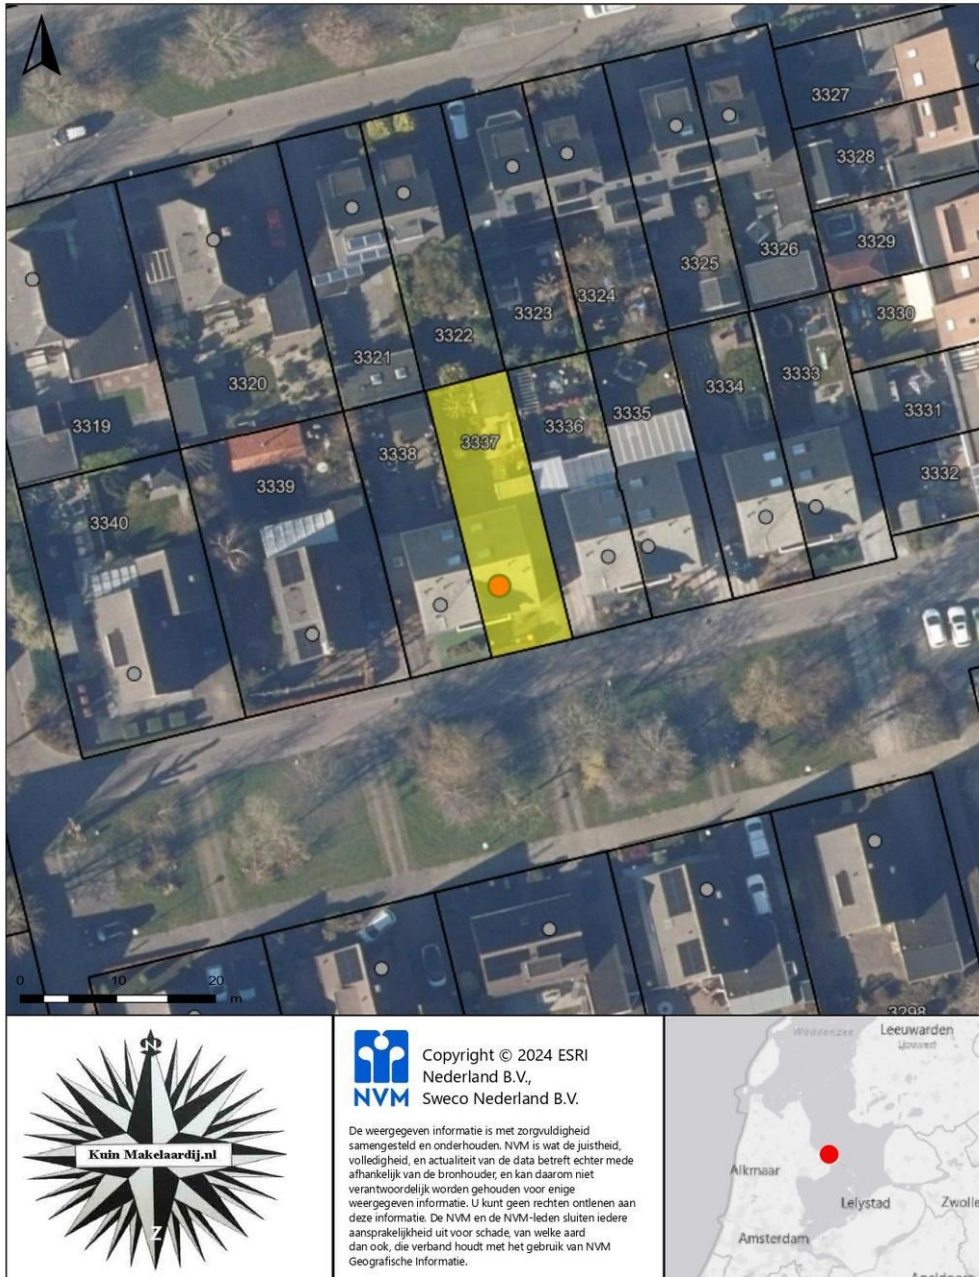 3327
3328
3329
3326
3325
3324
3323
3330
3322
3321
3320
3319
3333
3334
3335
3336
3337
3338
3331
3332
3339
3340
0 10 20
m
3298
N
Kuin Makelaardij.nl
Z
NVM
Copyright © 2024 ESRI
Nederland B.V.,
Sweco Nederland B.V.
De weergegeven informatie is met zorgvuldigheid
samengesteld en onderhouden. NVM is wat de juistheid,
volledigheid, en actualiteit van de data betreft echter mede
afhankelijk van de bronhouder, en kan daarom niet
verantwoordelijk worden gehouden voor enige
weergegeven informatie. U kunt geen rechten ontlenen aan
deze informatie. De NVM en de NVM-leden sluiten iedere
aansprakelijkheid uit voor schade, van welke aard
dan ook, die verband houdt met het gebruik van NVM
Geografische Informatie.
Waddenzee
Leeuwarden
Ljouwert
Alkmaar
Lelystad
Zwolle
Amsterdam